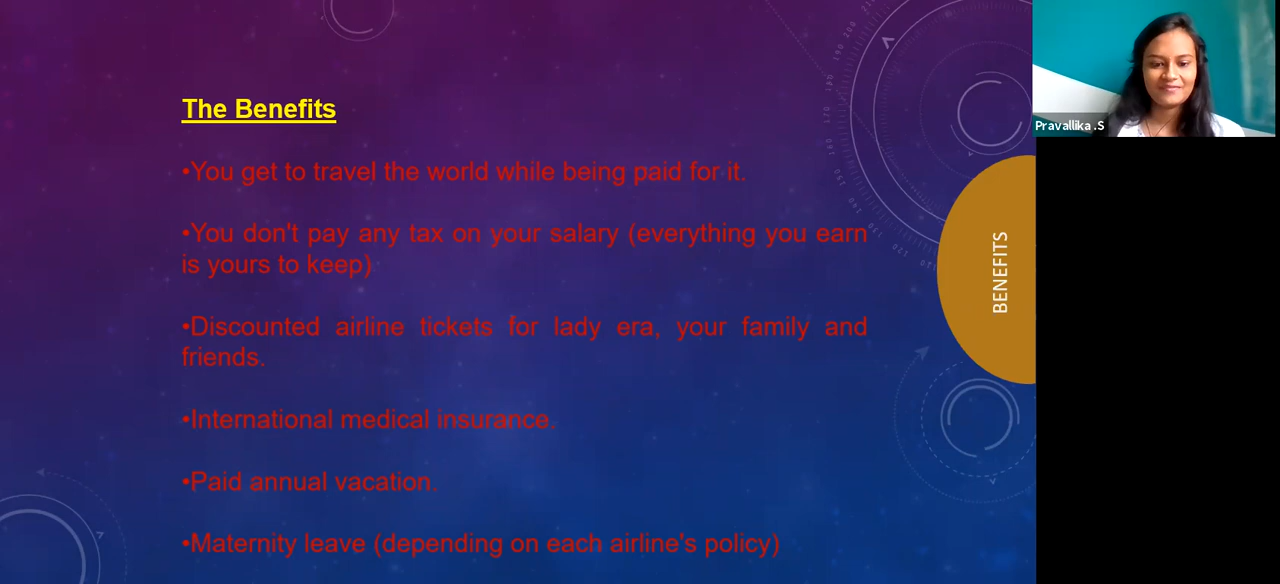 The Benefits
•You get to travel the world while being paid for it.
•You don't pay any tax on your salary (everything you earn
is yours to keep)
•Discounted airline tickets for lady era, your family and
friends.
•International medical insurance.
•Paid annual vacation.
•Maternity leave (depending on each airline's policy)
BENEFITS
Pravallika .S